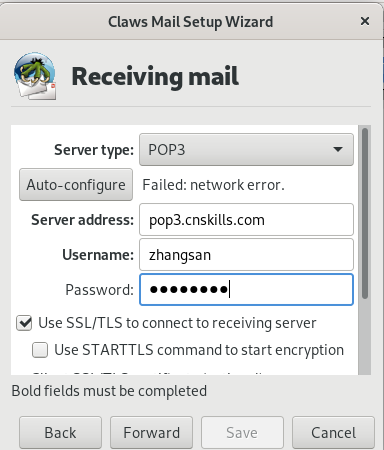 Claws Mail Setup Wizard ×
Receiving mail
Server type: POP3
Auto-configure Failed: network error.
Server address: pop3.cnskills.com
Username: zhangsan
Password: ●●●●●●●●
Use SSL/TLS to connect to receiving server
Use STARTTLS command to start encryption
Bold fields must be completed
Back Forward Save Cancel